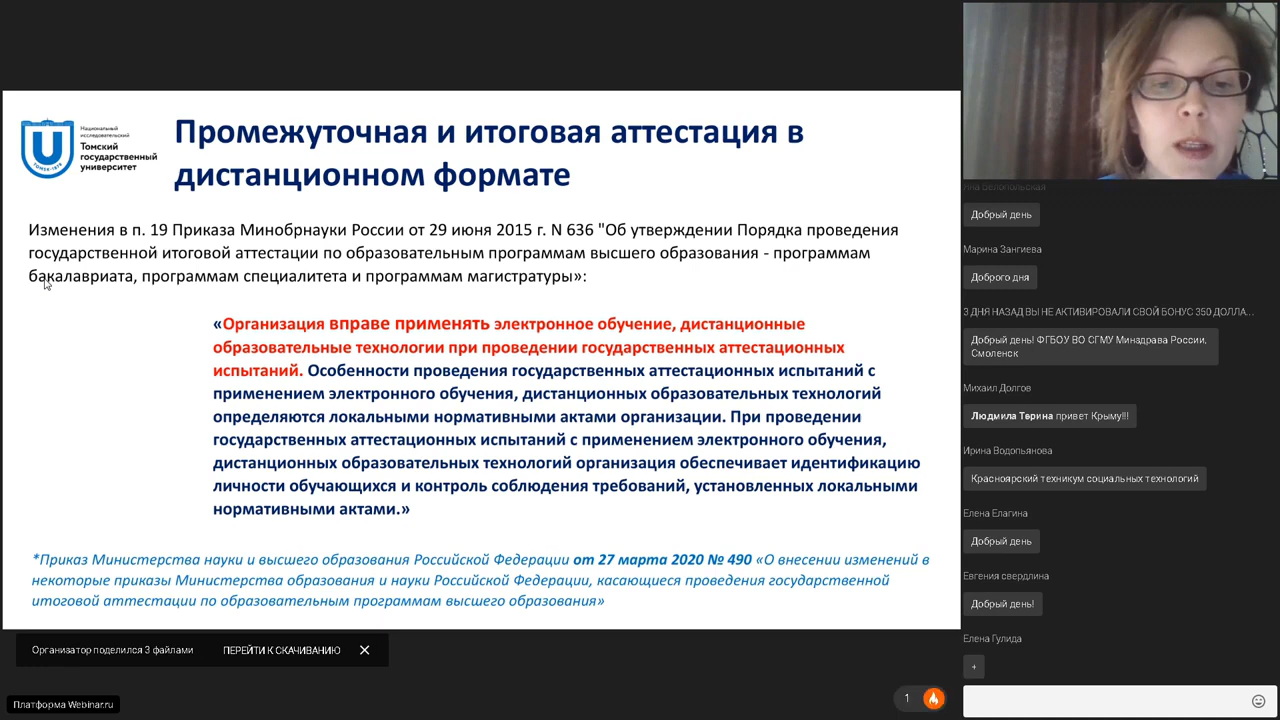 Национальный
исследовательский
Томский
государственный
университет
Промежуточная и итоговая аттестация в
дистанционном формате
Изменения в п. 19 Приказа Минобрнауки России от 29 июня 2015 г. N 636 "Об утверждении Порядка проведения
государственной итоговой аттестации по образовательным программам высшего образования - программам
бакалавриата, программам специалитета и программам магистратуры»:
«Организация вправе применять электронное обучение, дистанционные
образовательные технологии при проведении государственных аттестационных
испытаний. Особенности проведения государственных аттестационных испытаний с
применением электронного обучения, дистанционных образовательных технологий
определяются локальными нормативными актами организации. При проведении
государственных аттестационных испытаний с применением электронного обучения,
дистанционных образовательных технологий организация обеспечивает идентификацию
личности обучающихся и контроль соблюдения требований, установленных локальными
нормативными актами.»
*Приказ Министерства науки и высшего образования Российской Федерации от 27 марта 2020 № 490 «О внесении изменений в
некоторые приказы Министерства образования и науки Российской Федерации, касающиеся проведения государственной
итоговой аттестации по образовательным программам высшего образования»
Организатор поделился 3 файлами ПЕРЕЙТИ К СКАЧИВАНИЮ
Платформа Webinar.ru
1
Добрый день
Марина Зангиева
Доброго дня
3 ДНЯ НАЗАД ВЫ НЕ АКТИВИРОВАЛИ СВОЙ БОНУС 350 ДОЛЛА...
Добрый день! ФГБОУ ВО СГМУ Минздрава России,
Смоленск
Михаил Долгов
Людмила Терина привет Крыму!!!
Ирина Водопьянова
Красноярский техникум социальных технологий
Елена Елагина
Добрый день
Евгения свердлина
Добрый день!
Елена Гулида
+